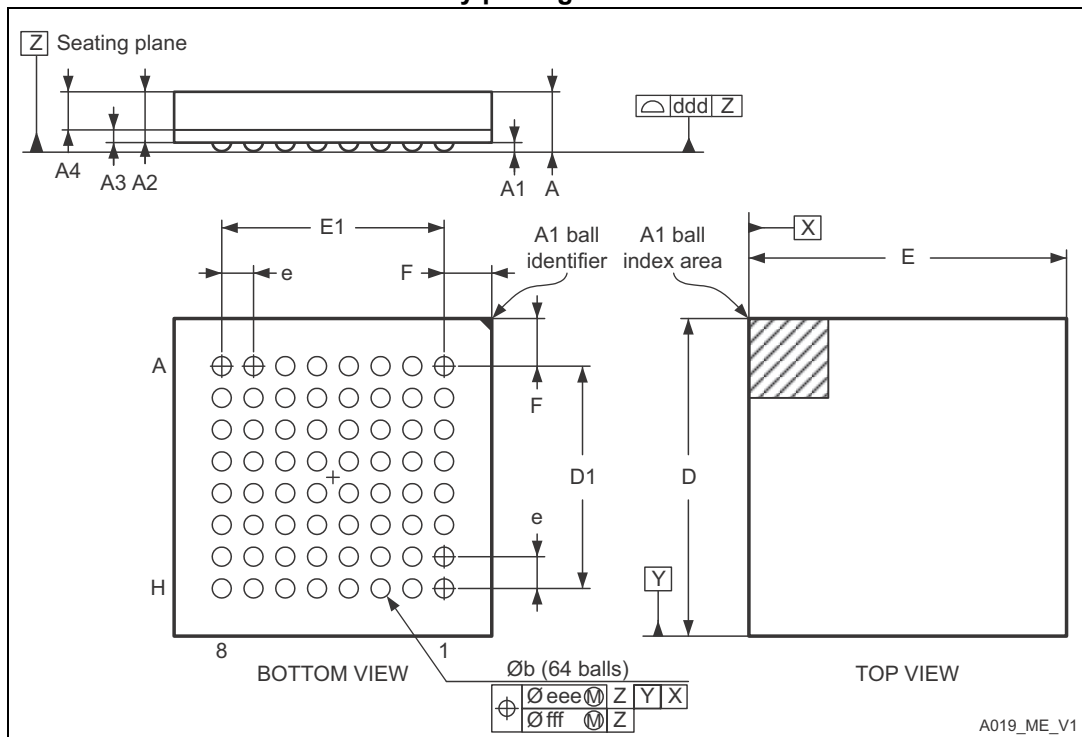 Z Seating plane
ddd Z
A4
A3 A2
A1 A
E1
e
F
A1 ball
identifier
A1 ball
index area
X
E
A
F
D1
D
e
H
Y
8
1
BOTTOM VIEW
TOP VIEW
Øb (64 balls)
Ø eee Ⓜ Z Y X
Ø fff Ⓜ Z
A019_ME_V1